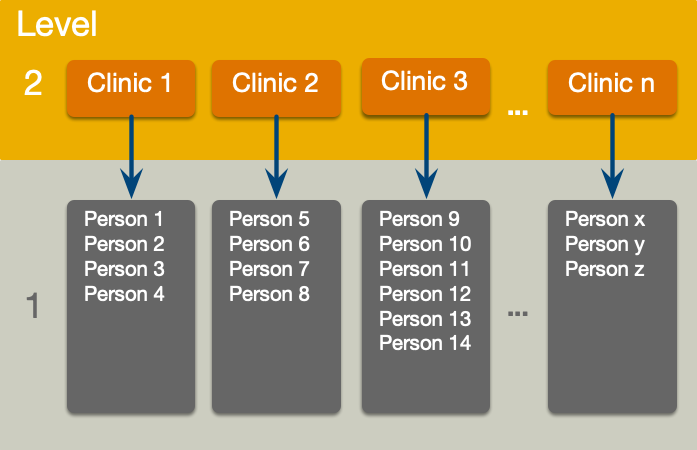 Level
2
Clinic 1
Clinic 2
Clinic 3
...
Clinic n
1
Person 1
Person 2
Person 3
Person 4
Person 5
Person 6
Person 7
Person 8
Person 9
Person 10
Person 11
Person 12
Person 13
Person 14
...
Person x
Person y
Person z